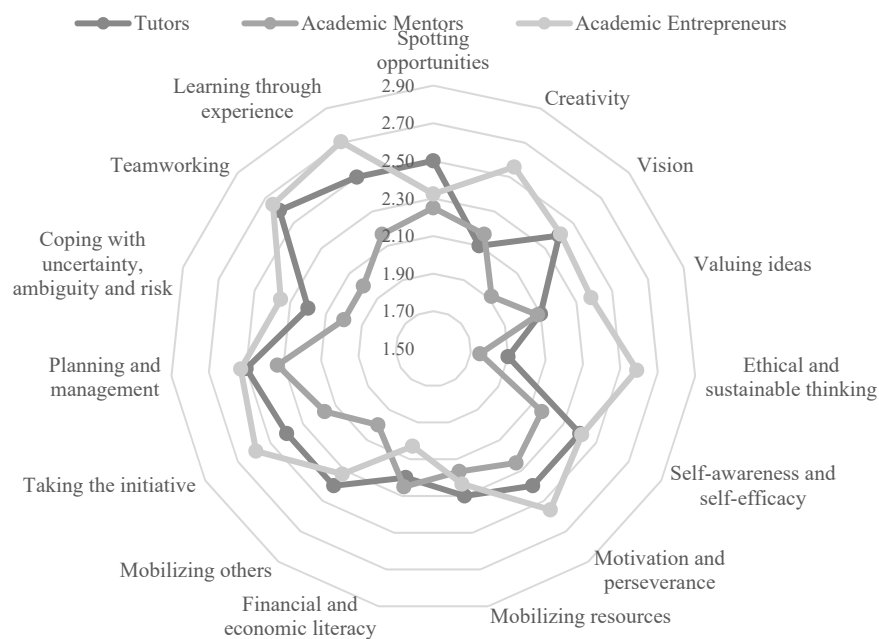 Tutors
Academic Mentors
Academic Entrepreneurs
Spotting
opportunities
Creativity
Vision
Valuing ideas
Ethical and
sustainable thinking
Self-awareness and
self-efficacy
Motivation and
perseverance
Mobilizing resources
Financial and
economic literacy
Mobilizing others
Taking the initiative
Planning and
management
Coping with
uncertainty,
ambiguity and risk
Teamworking
Learning through
experience
2.90
2.70
2.50
2.30
2.10
1.90
1.70
1.50